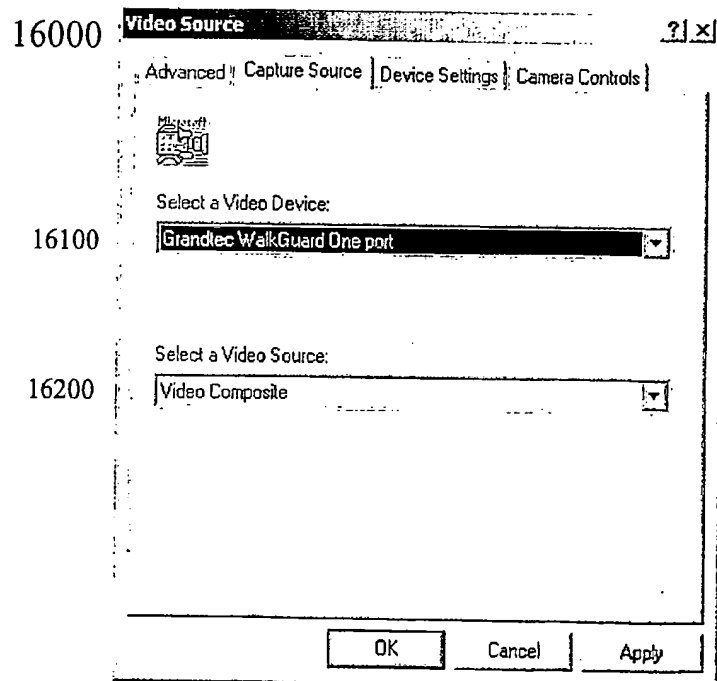 16000 Video Source ? ×
Advanced Capture Source Device Settings Camera Controls
Microsoft
Select a Video Device:
16100 Grandtec WalkGuard One port
Select a Video Source:
16200 Video Composite
OK Cancel Apply